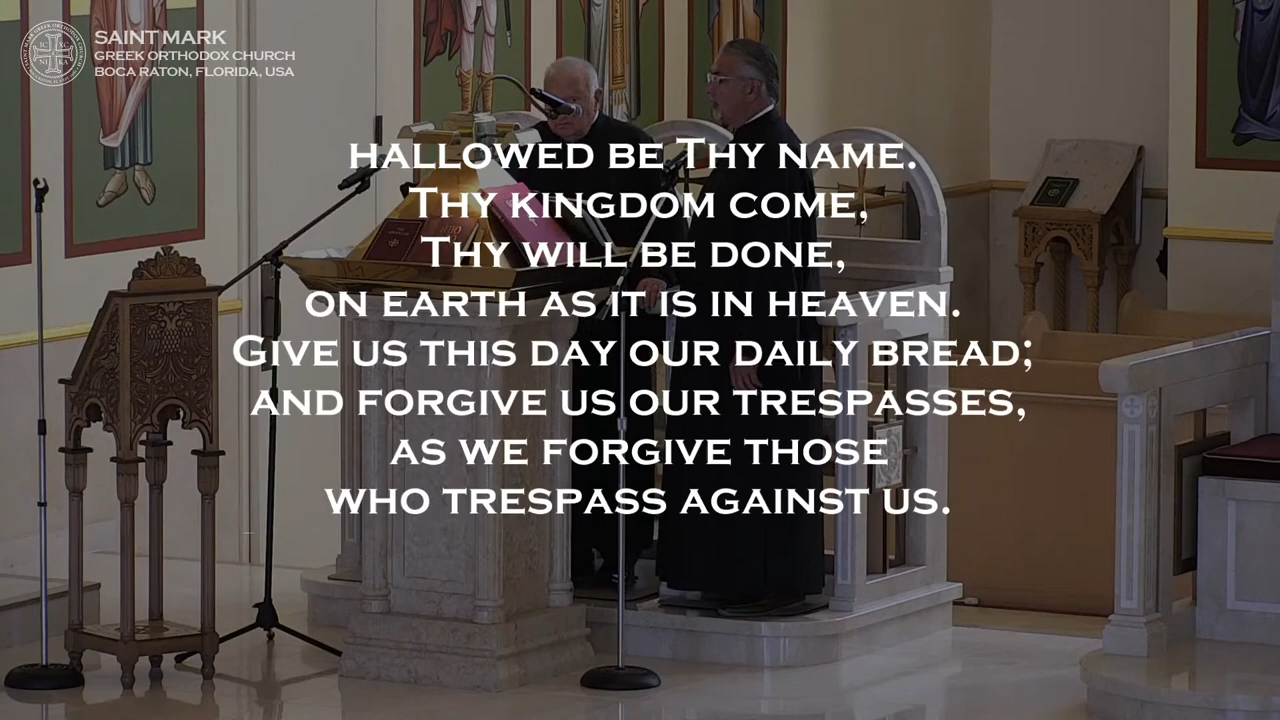 SAINT MARK
GREEK ORTHODOX CHURCH
BOCA RATON, FLORIDA, USA
HALLOWED BE THY NAME.
THY KINGDOM COME,
THY WILL BE DONE,
ON EARTH AS IT IS IN HEAVEN.
GIVE US THIS DAY OUR DAILY BREAD;
AND FORGIVE US OUR TRESPASSES,
AS WE FORGIVE THOSE
WHO TRESPASS AGAINST US.